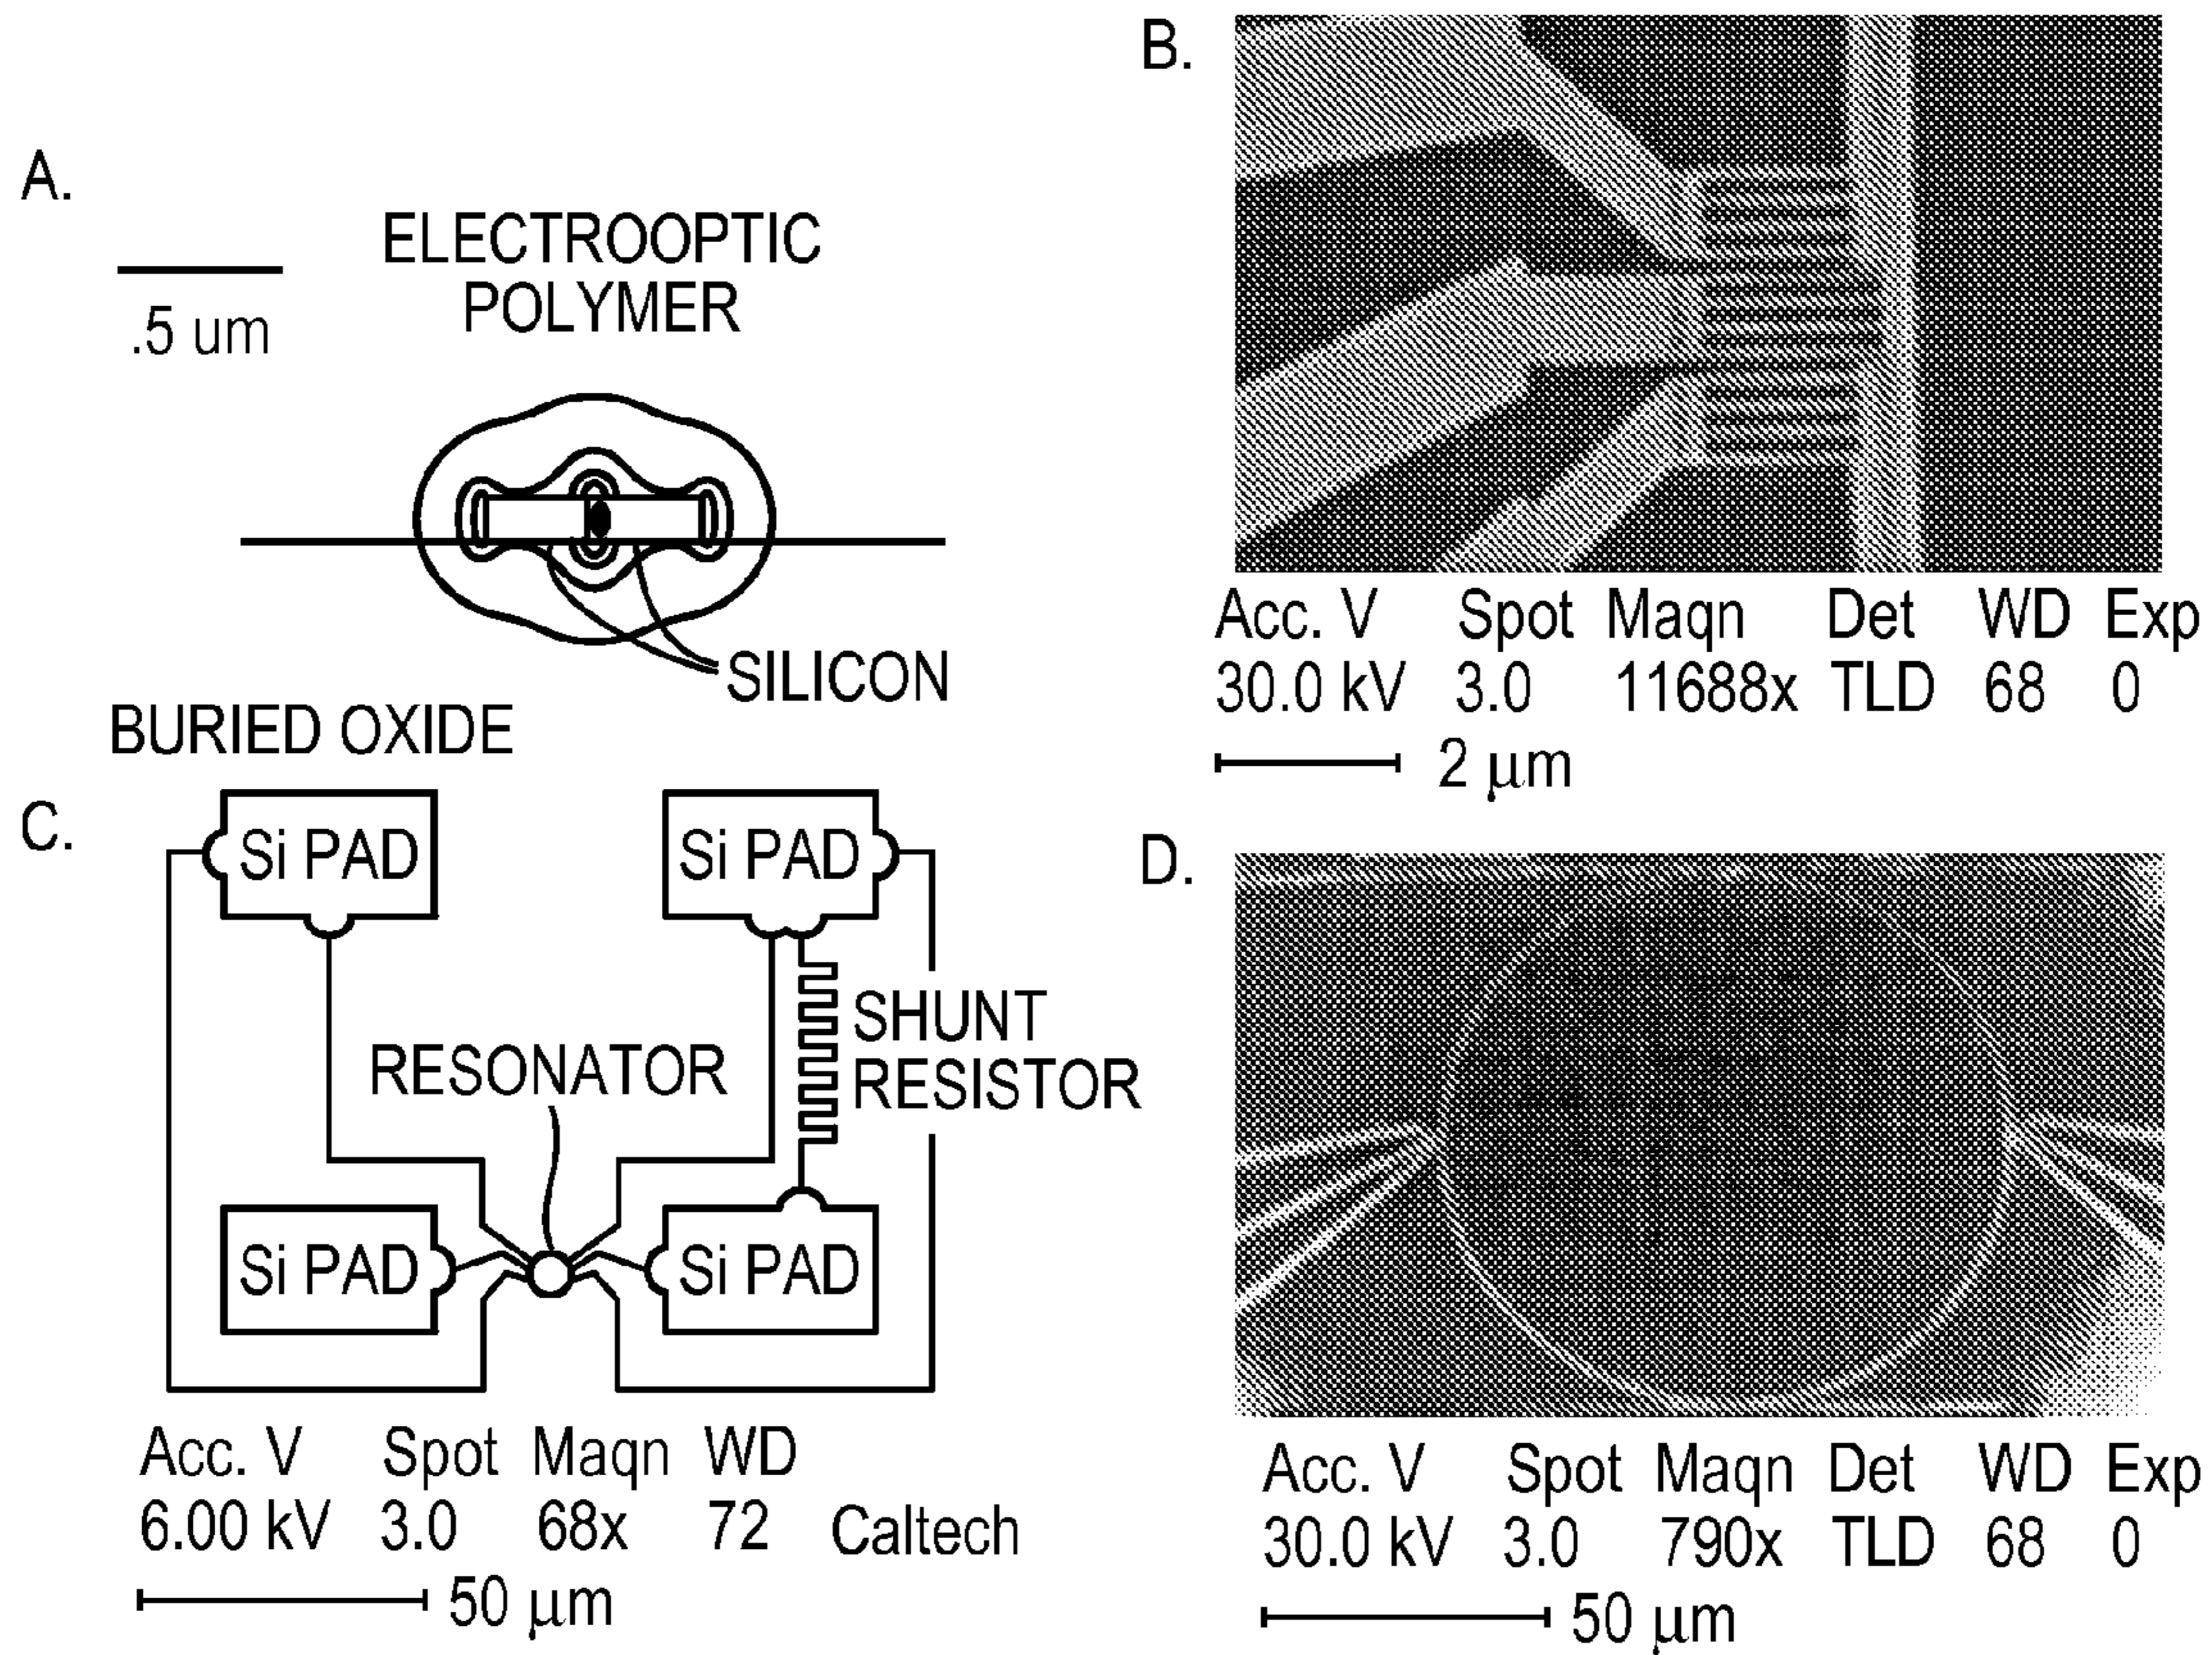 A.
.5 um
ELECTROOPTIC
POLYMER
SILICON
BURIED OXIDE
B.
Acc. V Spot Maqn Det WD Exp
30.0 kV 3.0 11688x TLD 68 0
2 µm
C.
Si PAD
Si PAD
SHUNT
RESISTOR
RESONATOR
Si PAD
Si PAD
Acc. V Spot Maqn WD
6.00 kV 3.0 68x 72 Caltech
50 µm
D.
Acc. V Spot Maqn Det WD Exp
30.0 kV 3.0 790x TLD 68 0
50 µm